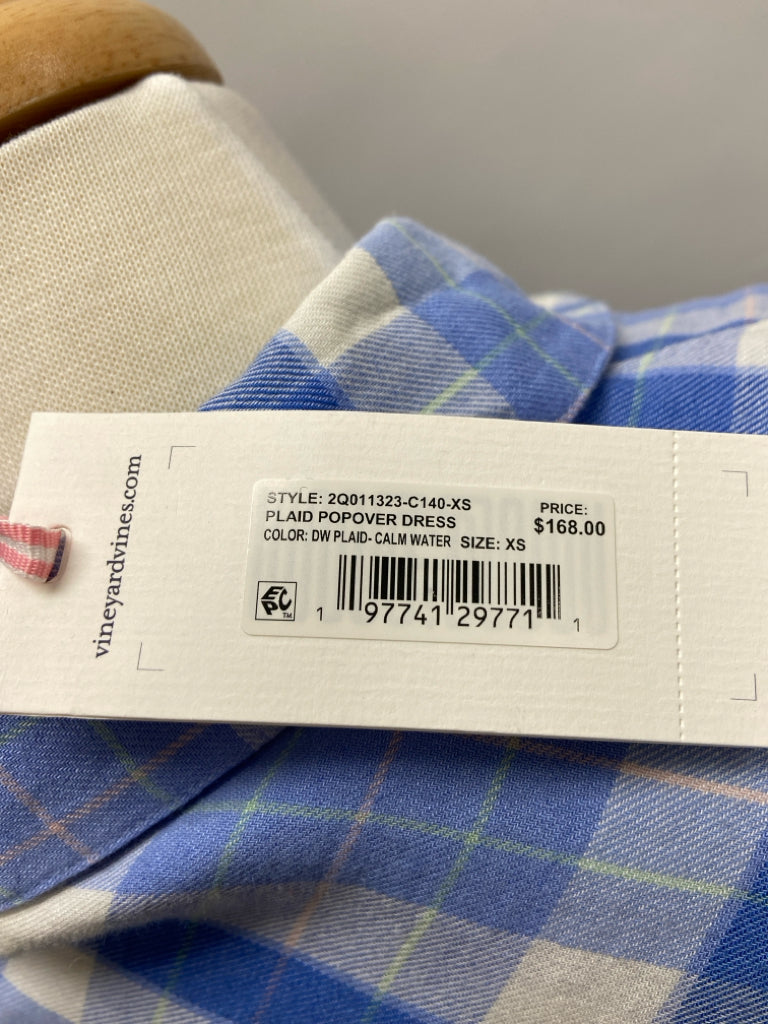 vineyardvines.com
STYLE: 2Q011323-C140-XS
PLAID POPOVER DRESS
COLOR: DW PLAID- CALM WATER SIZE: XS
PRICE:
$168.00
EPC™
1 97741 29771 1